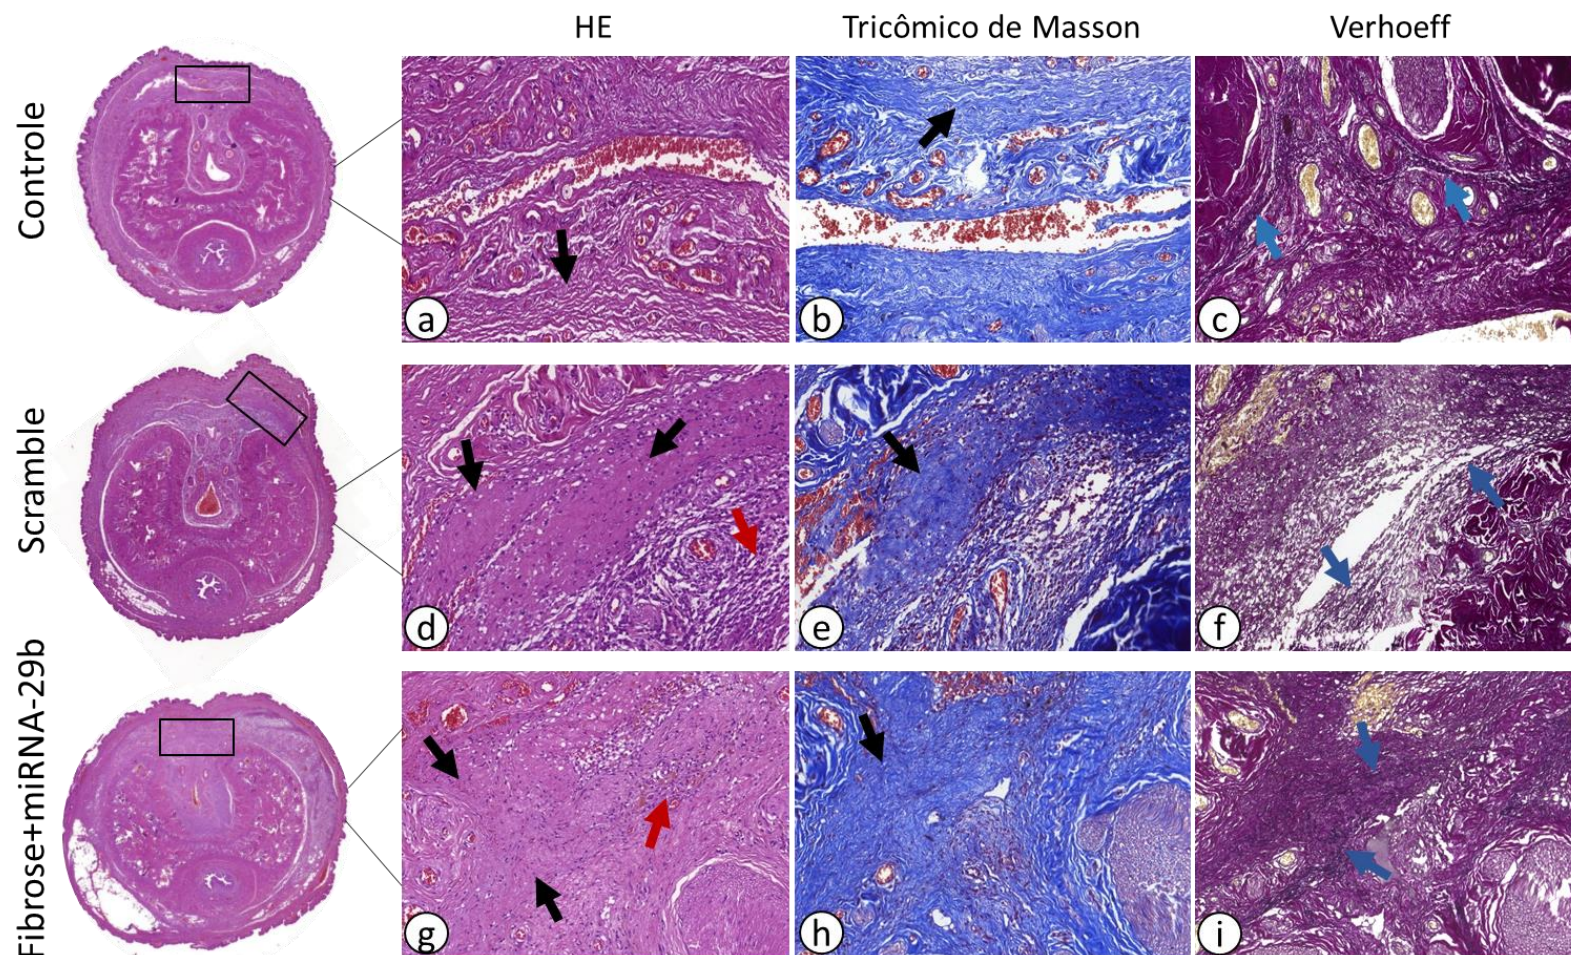 HE
Tricômico de Masson
Verhoeff
Controle
a
b
c
Scramble
d
e
f
Fibrose+miRNA-29b
g
h
i